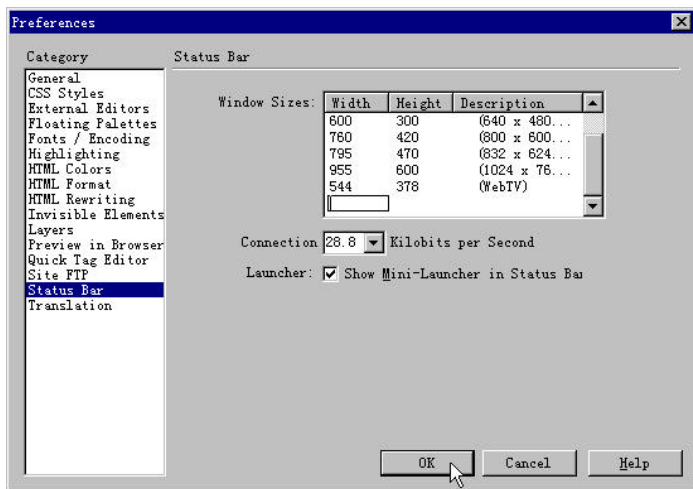 Preferences
Category
General
CSS Styles
External Editors
Floating Palettes
Fonts / Encoding
Highlighting
HTML Colors
HTML Format
HTML Rewriting
Invisible Elements
Layers
Preview in Browser
Quick Tag Editor
Site FTP
Status Bar
Translation
Status Bar
Window Sizes: Width Height Description
600 300 (640 x 480...
760 420 (800 x 600...
795 470 (832 x 624...
955 600 (1024 x 76...
544 378 (WebTV)
Connection 28.8 Kilobits per Second
Launcher: Show Mini-Launcher in Status Bar
OK Cancel Help